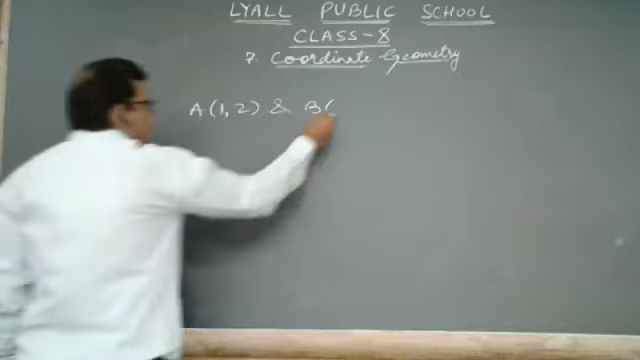 LYALL PUBLIC SCHOOL
CLASS-8
7. Coordinate Geometry
A (1, 2) & B(